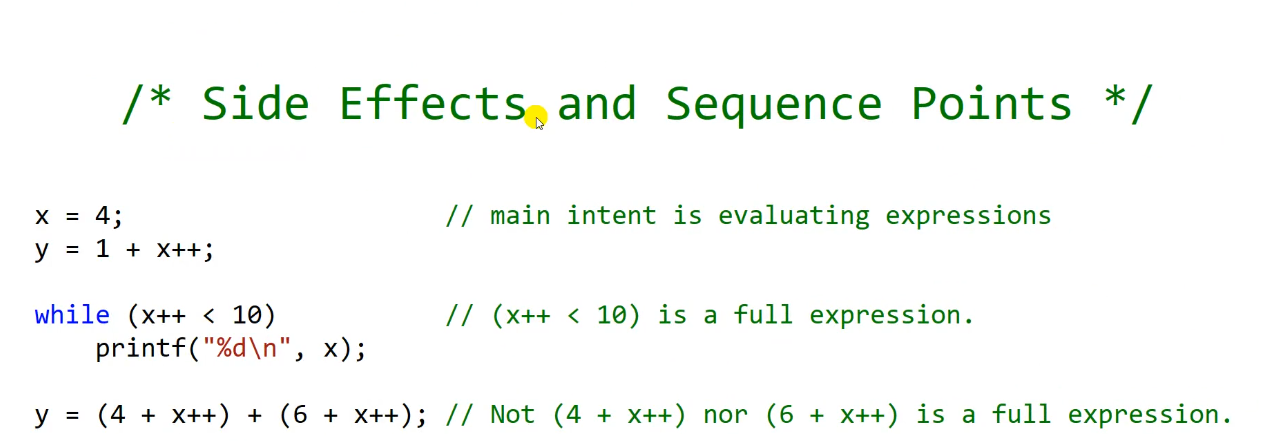 /* Side Effects and Sequence Points */
x = 4; // main intent is evaluating expressions
y = 1 + x++;
while (x++ < 10) // (x++ < 10) is a full expression.
printf("%d\n", x);
y = (4 + x++) + (6 + x++); // Not (4 + x++) nor (6 + x++) is a full expression.